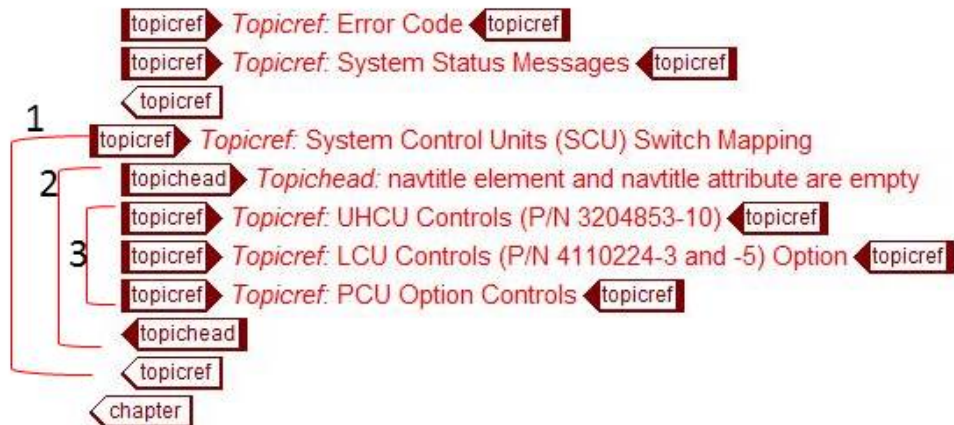 topicref Topicref: Error Code topicref
topicref Topicref: System Status Messages topicref
topicref
1
topicref Topicref: System Control Units (SCU) Switch Mapping
2 topichead Topichead: navtitle element and navtitle attribute are empty
topicref Topicref: UHCU Controls (P/N 3204853-10) topicref
3 topicref Topicref: LCU Controls (P/N 4110224-3 and -5) Option topicref
topicref Topicref: PCU Option Controls topicref
topichead
topicref
chapter